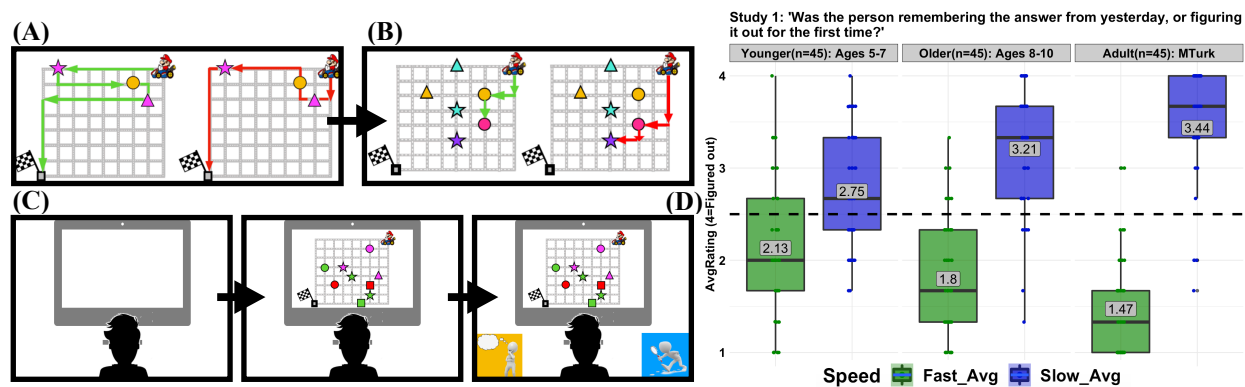 (A)
(B)
(C)
(D)
Study 1: 'Was the person remembering the answer from yesterday, or figuring
it out for the first time?'
Younger(n=45): Ages 5-7
Older(n=45): Ages 8-10
Adult(n=45): MTurk
AvgRating (4=Figured out)
4
3
2
1
2.13
2.75
1.8
3.21
1.47
3.44
Speed Fast_Avg Slow_Avg